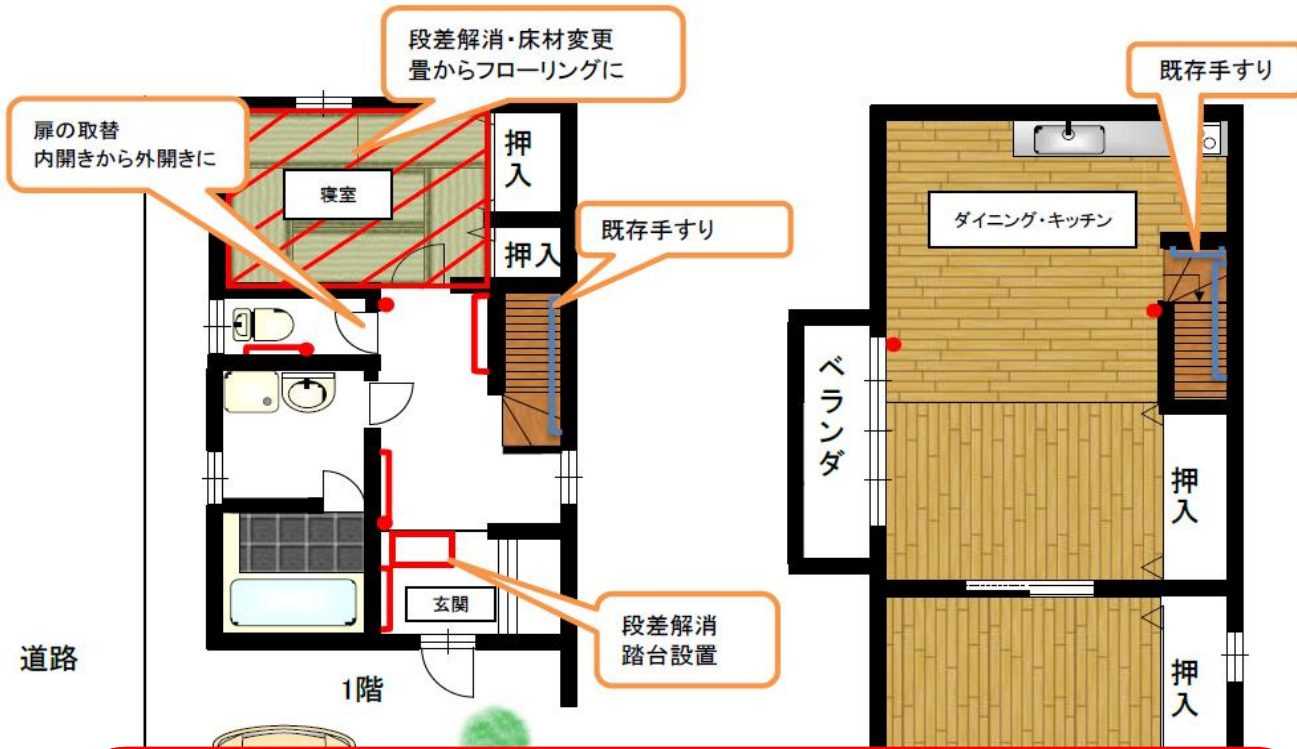 段差解消・床材変更
畳からフローリングに
既存手すり
扉の取替
内開きから外開きに
押入
寝室
ダイニング・キッチン
既存手すり
押入
ベランダ
押入
玄関
段差解消
踏台設置
道路
押入
1階